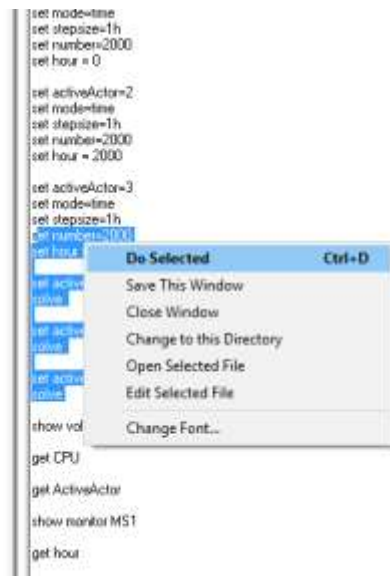 set mode=time
set stepsize=1h
set number=2000
set hour = 0
set activeActor=2
set mode=time
set stepsize=1h
set number=2000
set hour = 2000
set activeActor=3
set mode=time
set stepsize=1h
set number=2000
set hour
set active
solve
set active
solve
set active
solve
show vol
get CPU
get ActiveActor
show monitor MS1
get hour
Do Selected Ctrl+D
Save This Window
Close Window
Change to this Directory
Open Selected File
Edit Selected File
Change Font...